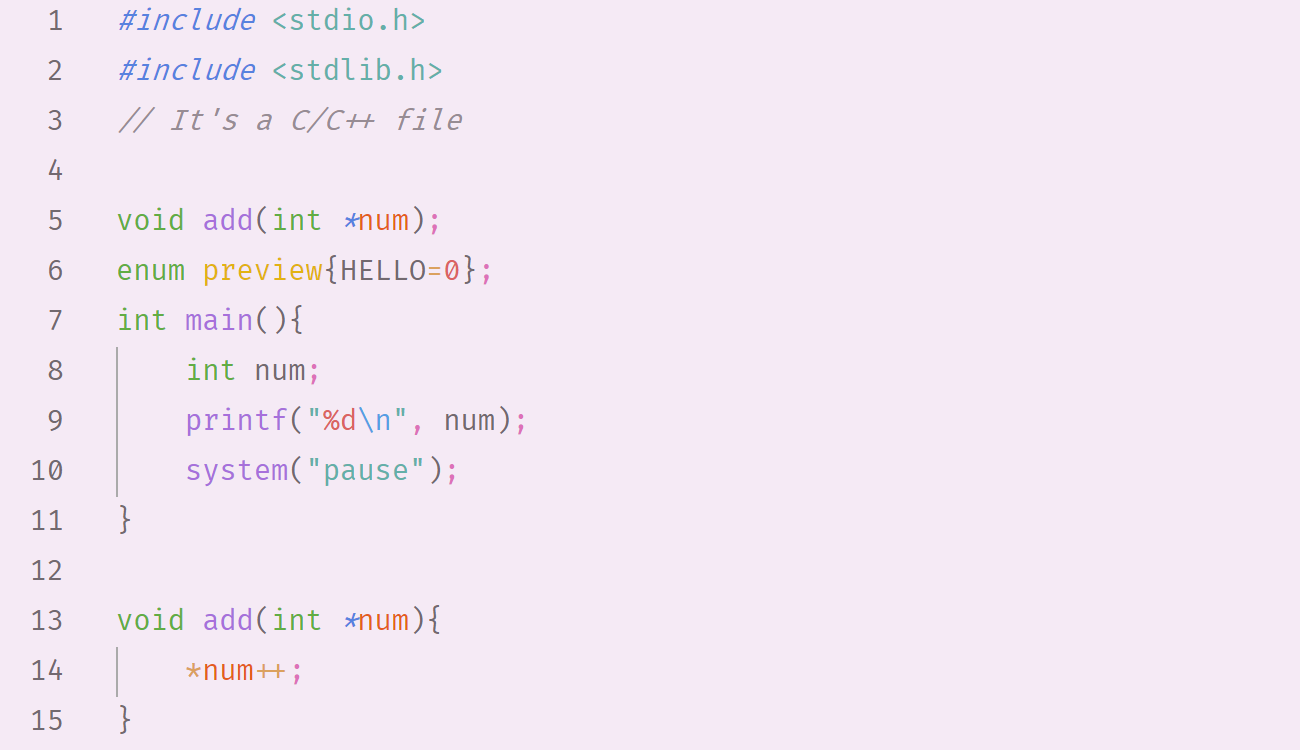 1 #include <stdio.h>
2 #include <stdlib.h>
3 // It's a C/C++ file
4
5 void add(int *num);
6 enum preview{HELLO=0};
7 int main(){
8     int num;
9     printf("%d\n", num);
10     system("pause");
11 }
12
13 void add(int *num){
14     *num++;
15 }